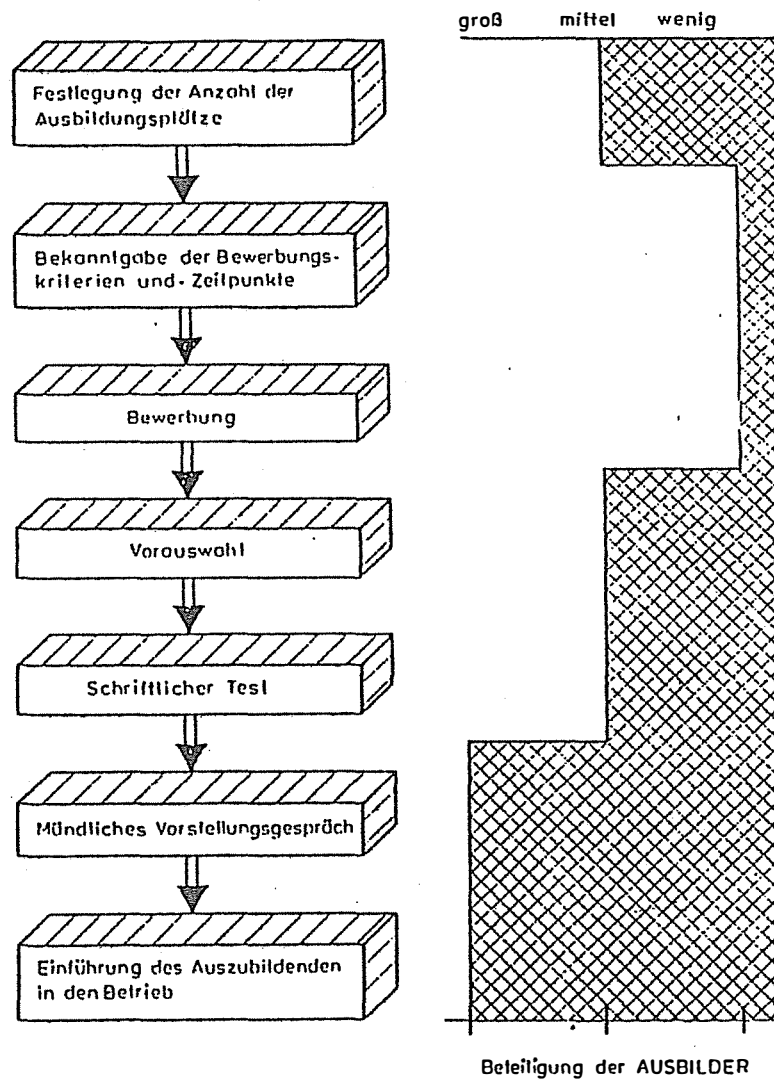 groß mittel wenig
Festlegung der Anzahl der
Ausbildungsplätze
Bekanntgabe der Bewerbungs-
kriterien und - Zeitpunkte
Bewerbung
Vorauswahl
Schriftlicher Test
Mündliches Vorstellungsgespräch
Einführung des Auszubildenden
in den Betrieb
Beteiligung der AUSBILDER